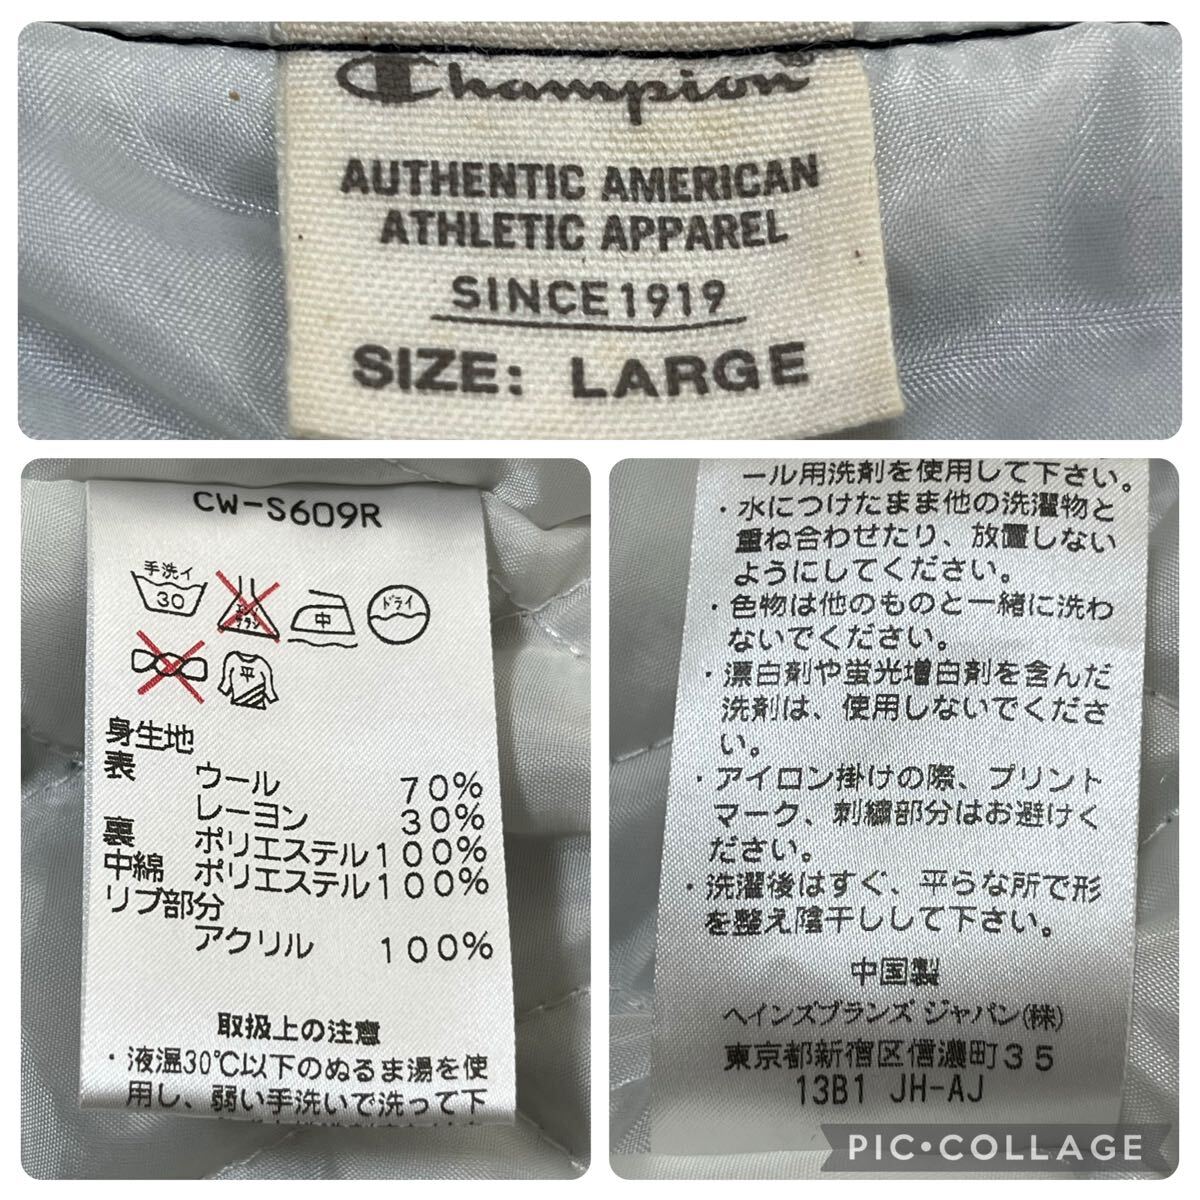 Champion
AUTHENTIC AMERICAN
ATHLETIC APPAREL
SINCE 1919
SIZE: LARGE
CW-S609R
手洗イ
30
エンソ
サラシ
中
ドライ
平
身生地
表 ウール 70%
レーヨン 30%
裏 ポリエステル 100%
中綿 ポリエステル 100%
リブ部分
アクリル 100%
取扱上の注意
・液温30℃以下のぬるま湯を使
用し、弱い手洗いで洗って下
ール用洗剤を使用して下さい。
・水につけたまま他の洗濯物と
重ね合わせたり、放置しない
ようにしてください。
・色物は他のものと一緒に洗わ
ないでください。
・漂白剤や蛍光増白剤を含んだ
洗剤は、使用しないでくださ
い。
・アイロン掛けの際、プリント
マーク、刺繍部分はお避けく
ださい。
・洗濯後はすぐ、平らな所で形
を整え陰干しして下さい。
中国製
ヘインズブランズ ジャパン(株)
東京都新宿区信濃町35
13B1 JH-AJ
PIC•COLLAGE